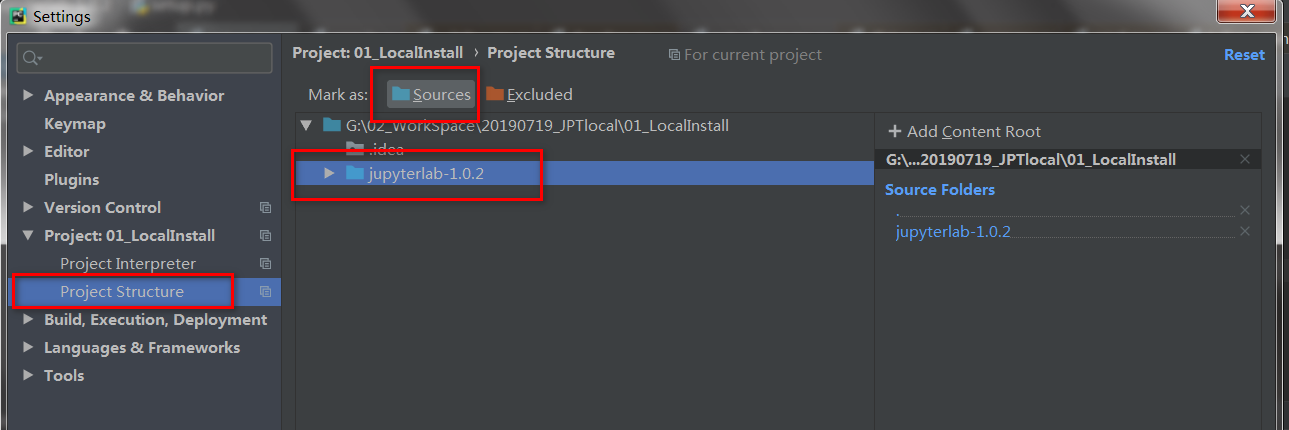 setup.py
Settings
Project: 01_LocalInstall › Project Structure
For current project
Reset
Appearance & Behavior
Keymap
Editor
Plugins
Version Control
Project: 01_LocalInstall
Project Interpreter
Project Structure
Build, Execution, Deployment
Languages & Frameworks
Tools
Mark as: Sources Excluded
G:\02_WorkSpace\20190719_JPTlocal\01_LocalInstall
.idea
jupyterlab-1.0.2
+ Add Content Root
G:\...20190719_JPTlocal\01_LocalInstall
Source Folders
.
jupyterlab-1.0.2